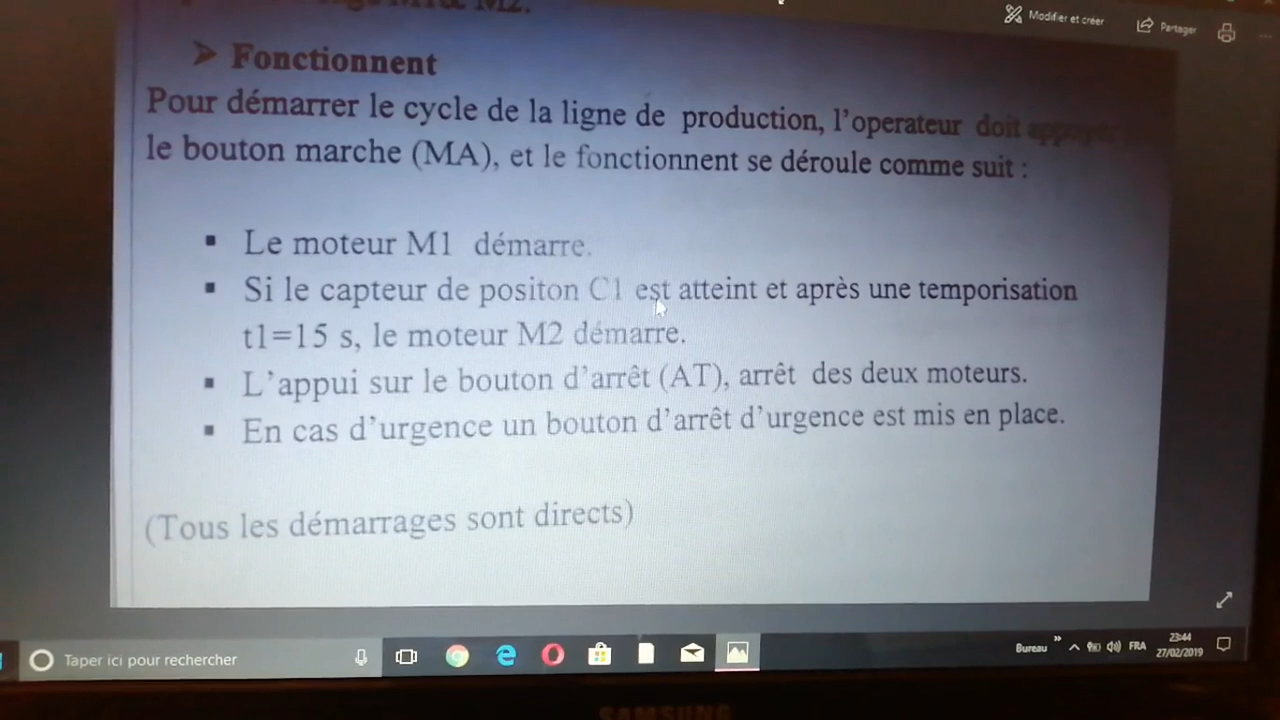 M1& M2.
Modifier et créer
Partager
➤ Fonctionnent
Pour démarrer le cycle de la ligne de production, l'operateur doit
le bouton marche (MA), et le fonctionnent se déroule comme suit :
▪ Le moteur M1 démarre.
▪ Si le capteur de positon C1 est atteint et après une temporisation
t1=15 s, le moteur M2 démarre.
▪ L'appui sur le bouton d'arrêt (AT), arrêt des deux moteurs.
▪ En cas d'urgence un bouton d'arrêt d'urgence est mis en place.
(Tous les démarrages sont directs)
Taper ici pour rechercher
Bureau
FRA
23:44
27/02/2019
SAMSUNG